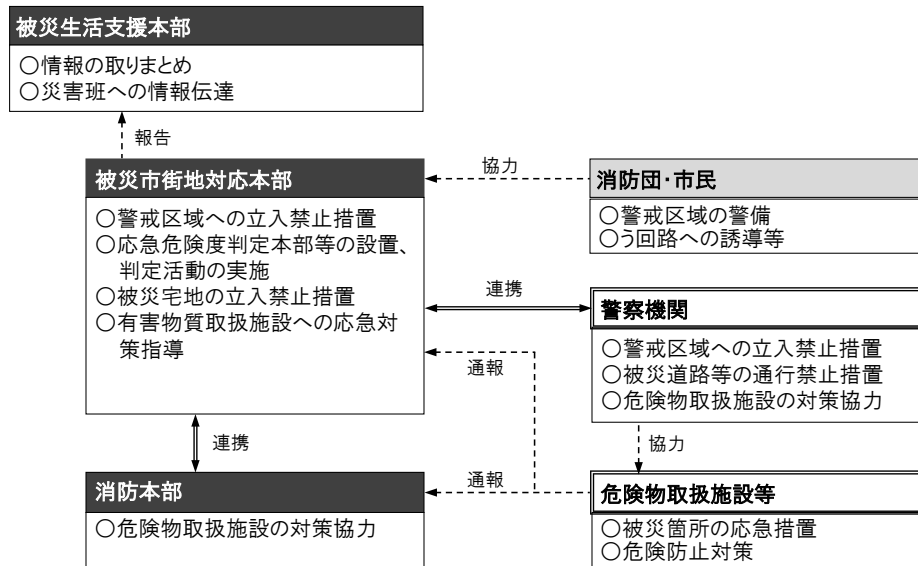 被災生活支援本部
○情報の取りまとめ
○災害班への情報伝達
報告
被災市街地対応本部
○警戒区域への立入禁止措置
○応急危険度判定本部等の設置、
判定活動の実施
○被災宅地の立入禁止措置
○有害物質取扱施設への応急対
策指導
協力
消防団・市民
○警戒区域の警備
○う回路への誘導等
連携
警察機関
○警戒区域への立入禁止措置
○被災道路等の通行禁止措置
○危険物取扱施設の対策協力
通報
連携
協力
消防本部
○危険物取扱施設の対策協力
通報
危険物取扱施設等
○被災箇所の応急措置
○危険防止対策